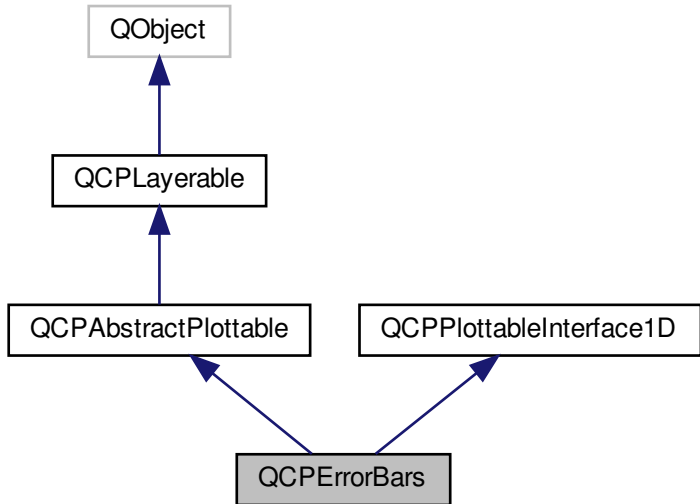 QObject
QCPLayerable
QCPAbstractPlottable
QCPPlottableInterface1D
QCPErrorBars